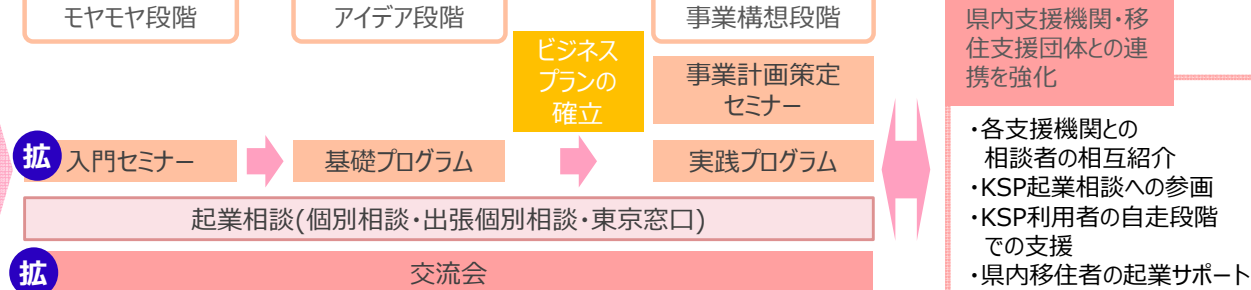 モヤモヤ段階
アイデア段階
事業構想段階
ビジネス
プランの
確立
事業計画策定
セミナー
拡
入門セミナー
基礎プログラム
実践プログラム
起業相談(個別相談・出張個別相談・東京窓口)
拡
交流会
県内支援機関・移
住支援団体との連
携を強化
・各支援機関との
相談者の相互紹介
・KSP起業相談への参画
・KSP利用者の自走段階
での支援
・県内移住者の起業サポート